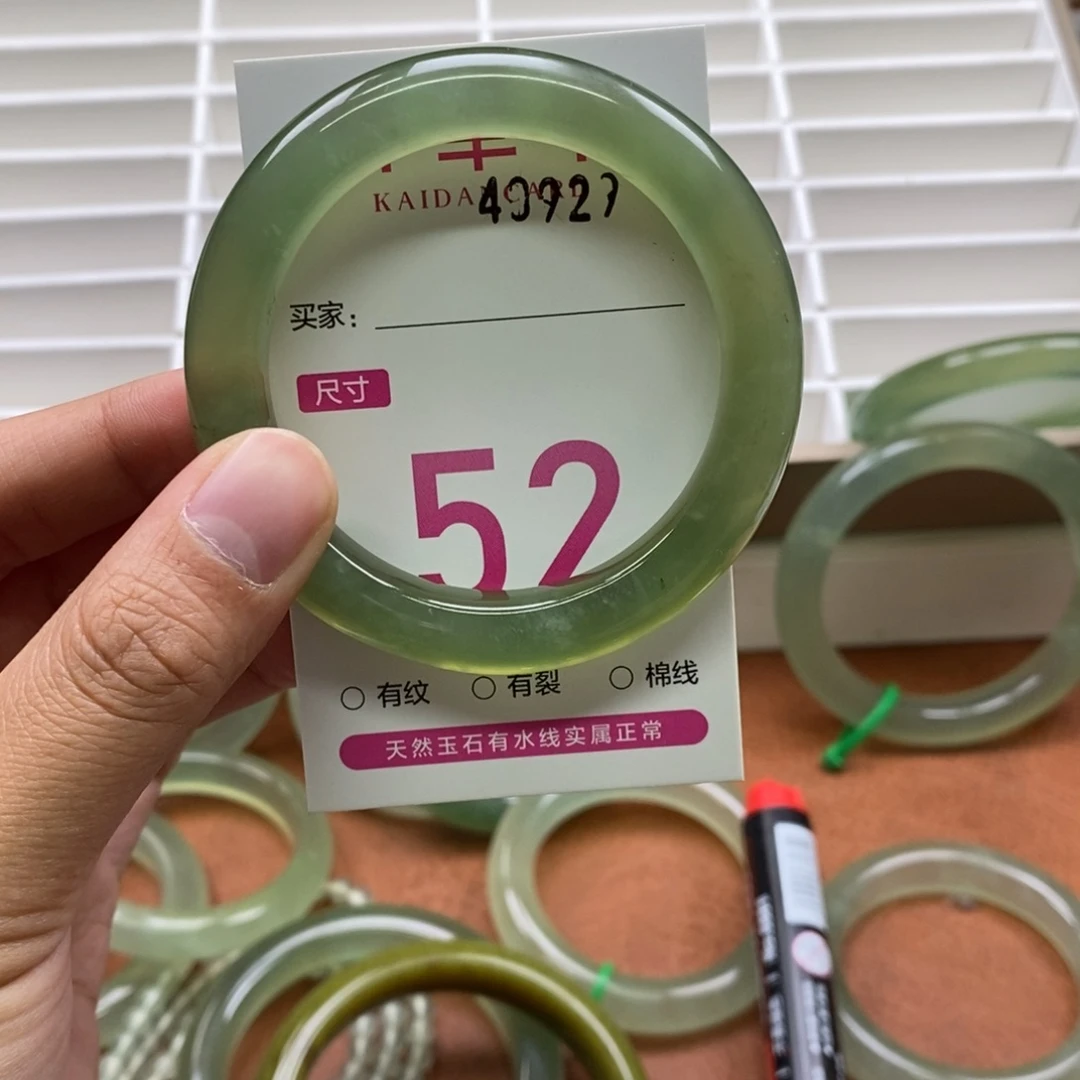 KAIDA
40927
买家:
尺寸
52
有纹 有裂 棉线
天然玉石有水线实属正常